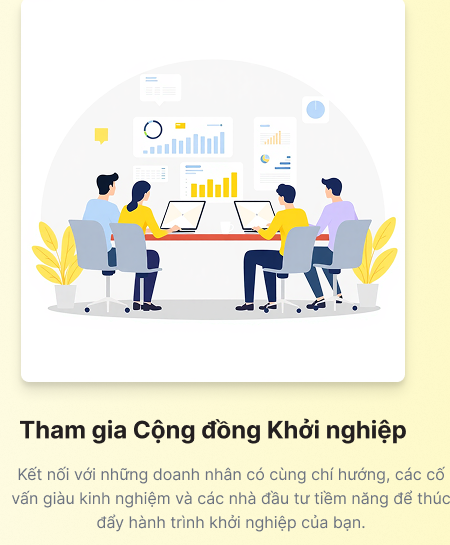 Tham gia Cộng đồng Khởi nghiệp
Kết nối với những doanh nhân có cùng chí hướng, các cố
vấn giàu kinh nghiệm và các nhà đầu tư tiềm năng để thúc
đẩy hành trình khởi nghiệp của bạn.